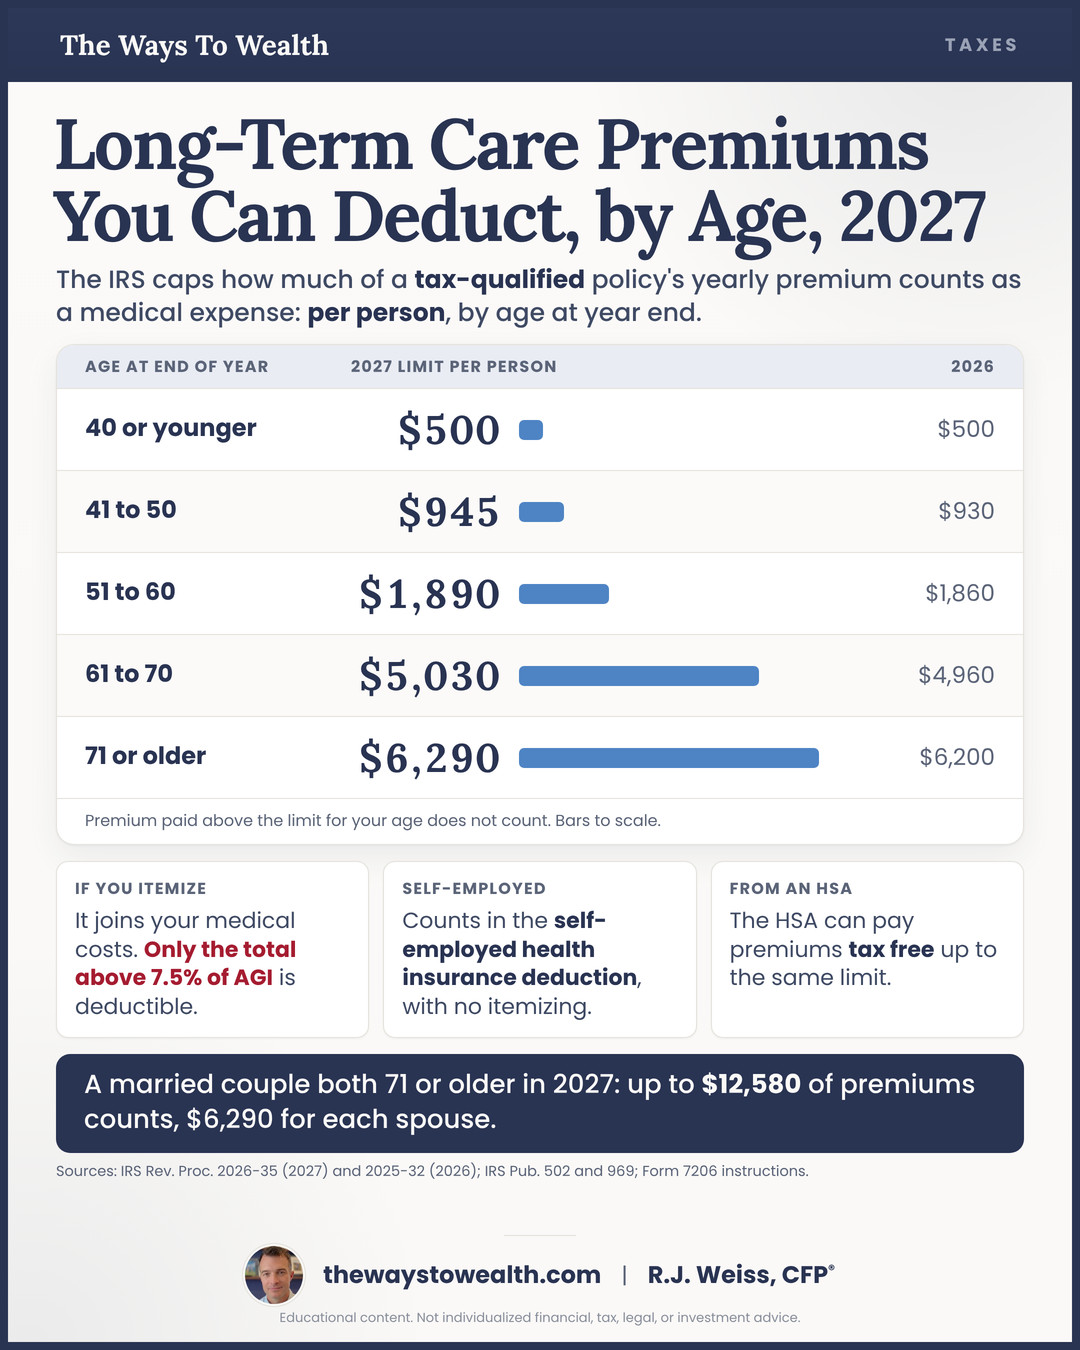 The Ways To Wealth
TAXES
Long-Term Care Premiums
You Can Deduct, by Age, 2027
The IRS caps how much of a tax-qualified policy's yearly premium counts as
a medical expense: per person, by age at year end.
AGE AT END OF YEAR 2027 LIMIT PER PERSON 2026
40 or younger $500 $500
41 to 50 $945 $930
51 to 60 $1,890 $1,860
61 to 70 $5,030 $4,960
71 or older $6,290 $6,200
Premium paid above the limit for your age does not count. Bars to scale.
IF YOU ITEMIZE
It joins your medical
costs. Only the total
above 7.5% of AGI is
deductible.
SELF-EMPLOYED
Counts in the self-
employed health
insurance deduction,
with no itemizing.
FROM AN HSA
The HSA can pay
premiums tax free up to
the same limit.
A married couple both 71 or older in 2027: up to $12,580 of premiums
counts, $6,290 for each spouse.
Sources: IRS Rev. Proc. 2026-35 (2027) and 2025-32 (2026); IRS Pub. 502 and 969; Form 7206 instructions.
thewaystowealth.com | R.J. Weiss, CFP®
Educational content. Not individualized financial, tax, legal, or investment advice.